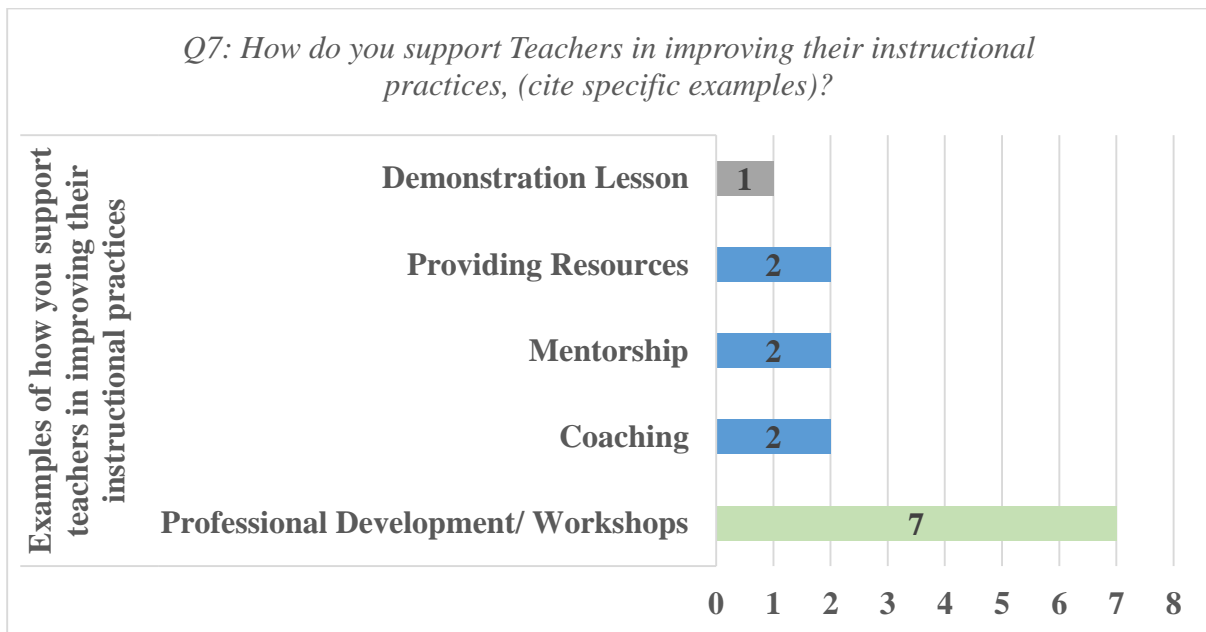 Q7: How do you support Teachers in improving their instructional
practices, (cite specific examples)?
Examples of how you support
teachers in improving their
instructional practices
Demonstration Lesson
1
Providing Resources
2
Mentorship
2
Coaching
2
Professional Development/ Workshops
7
0 1 2 3 4 5 6 7 8